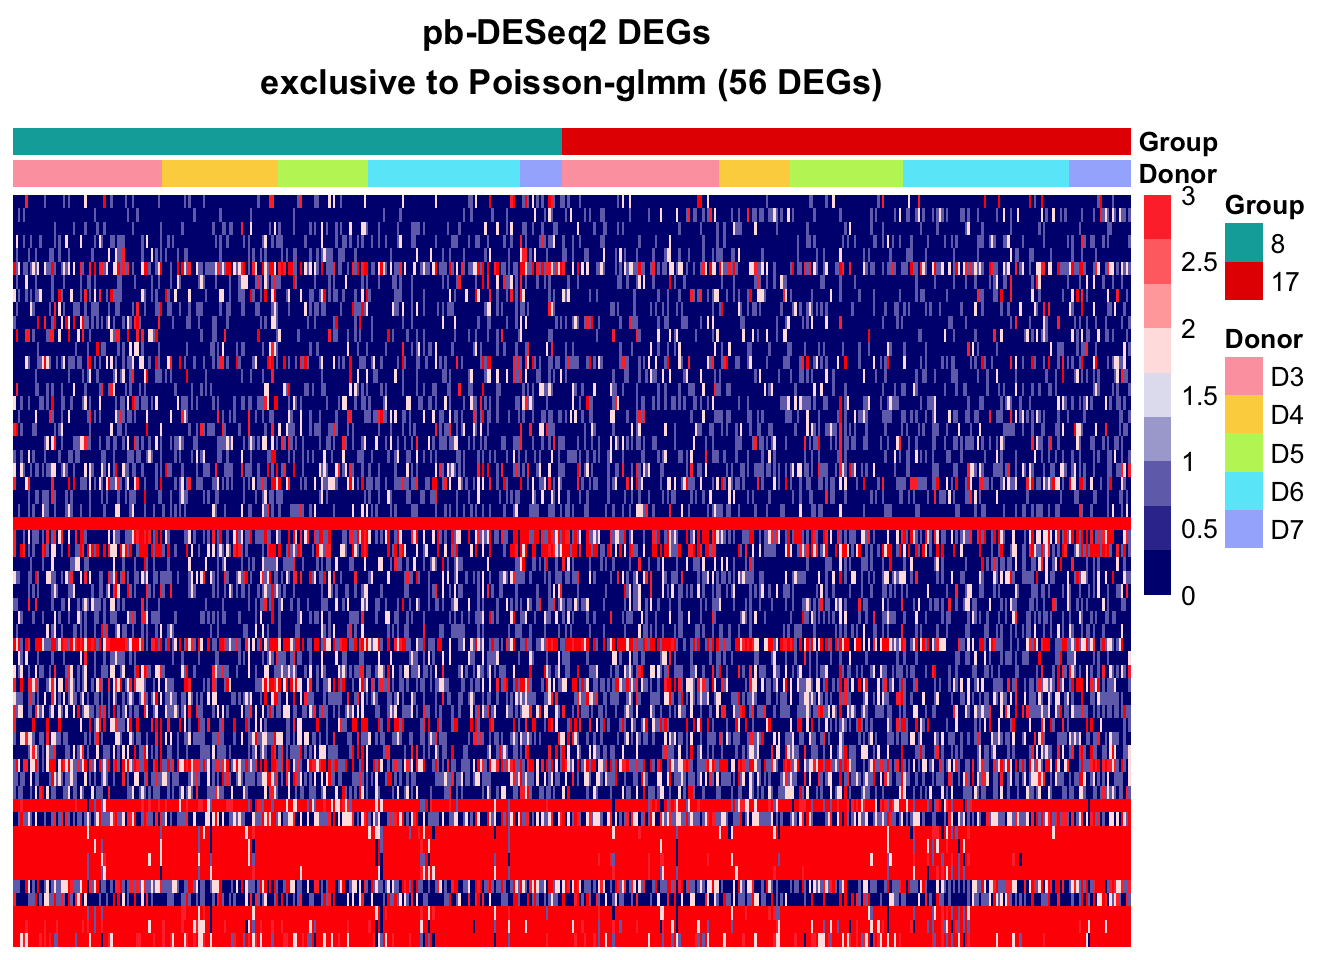 pb-DESeq2 DEGs
exclusive to Poisson-glmm (56 DEGs)
Group
Donor
3
2.5
2
1.5
1
0.5
0
Group
8
17
Donor
D3
D4
D5
D6
D7